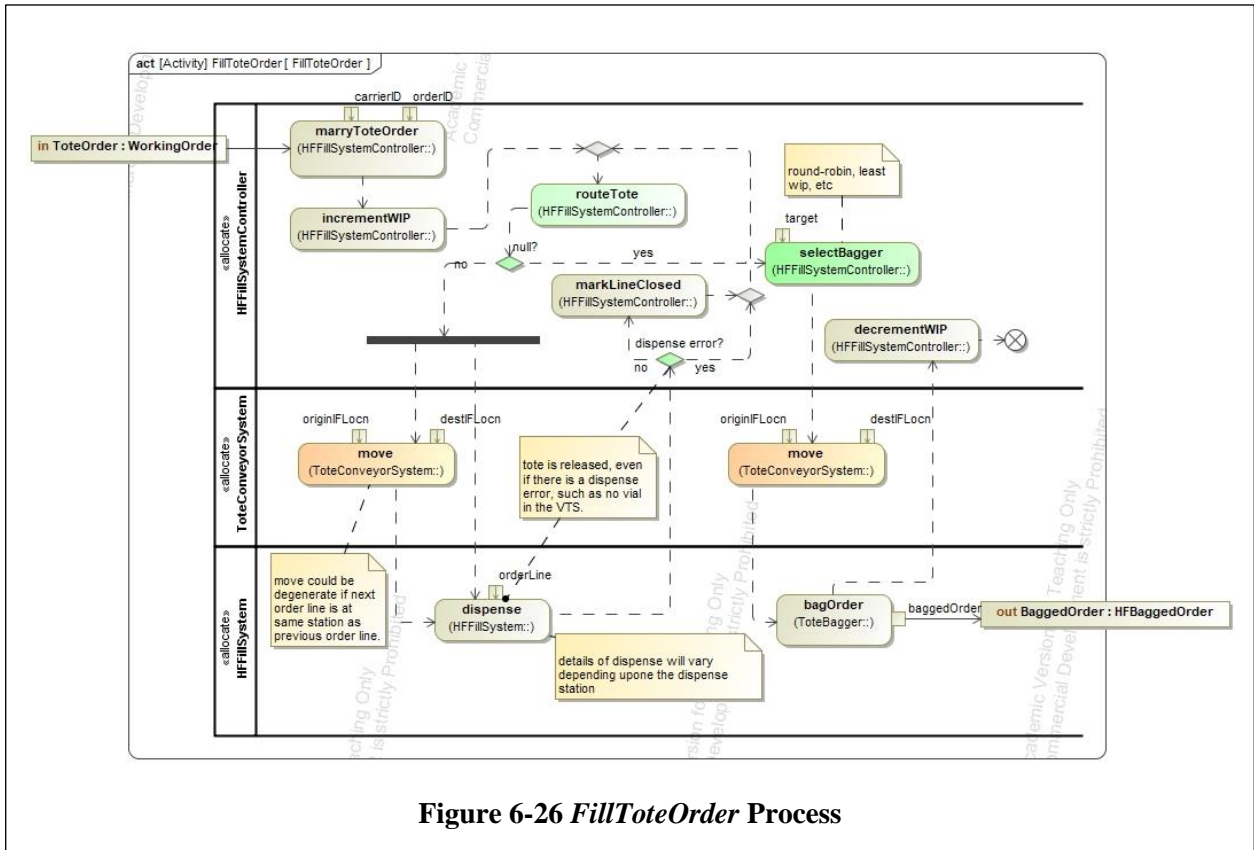 act [Activity] FillToteOrder [ FillToteOrder ]
carrierID
orderID
in ToteOrder : WorkingOrder
marryToteOrder
(HFFillSystemController::)
incrementWIP
(HFFillSystemController::)
routeTote
(HFFillSystemController::)
round-robin, least
wip, etc
target
selectBagger
(HFFillSystemController::)
null?
yes
no
markLineClosed
(HFFillSystemController::)
dispense error?
no
yes
decrementWIP
(HFFillSystemController::)
«allocate»
HFFillSystemController
«allocate»
ToteConveyorSystem
originIFLocn
destIFLocn
move
(ToteConveyorSystem::)
tote is released, even
if there is a dispense
error, such as no vial
in the VTS.
originIFLocn
destIFLocn
move
(ToteConveyorSystem::)
«allocate»
HFFillSystem
move could be
degenerate if next
order line is at
same station as
previous order line.
orderLine
dispense
(HFFillSystem::)
details of dispense will vary
depending upone the dispense
station
bagOrder
(ToteBagger::)
baggedOrder
out BaggedOrder : HFBaggedOrder
Figure 6-26 FillToteOrder Process